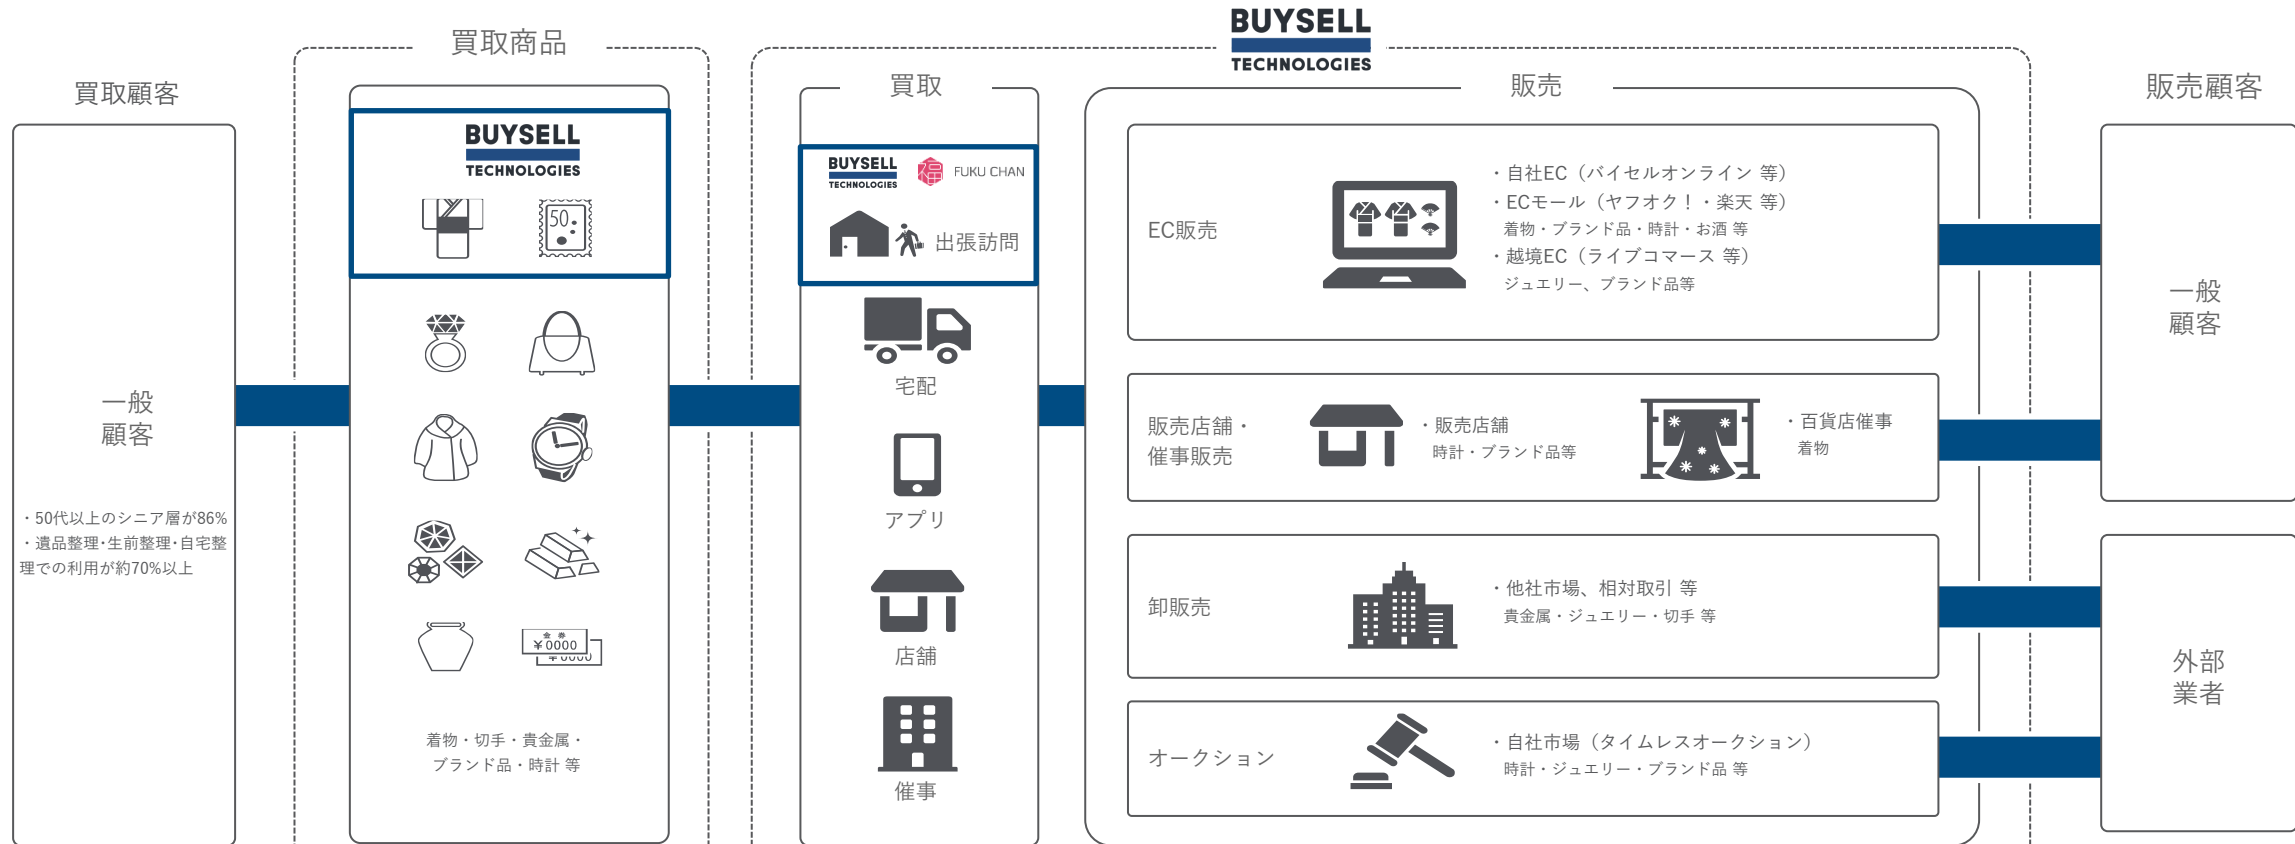 買取顧客
一般
顧客
・50代以上のシニア層が86%
・遺品整理・生前整理・自宅整
理での利用が約70%以上
買取商品
BUYSELL
TECHNOLOGIES
50
金 券
¥0000
¥0000
着物・切手・貴金属・
ブランド品・時計 等
BUYSELL
TECHNOLOGIES
買取
BUYSELL
TECHNOLOGIES
福
FUKU CHAN
出張訪問
宅配
アプリ
店舗
催事
販売
EC販売
・自社EC（バイセルオンライン 等）
・ECモール（ヤフオク！・楽天 等）
着物・ブランド品・時計・お酒 等
・越境EC（ライブコマース 等）
ジュエリー、ブランド品等
販売店舗・
催事販売
・販売店舗
時計・ブランド品等
・百貨店催事
着物
卸販売
・他社市場、相対取引 等
貴金属・ジュエリー・切手 等
オークション
・自社市場（タイムレスオークション）
時計・ジュエリー・ブランド品 等
販売顧客
一般
顧客
外部
業者